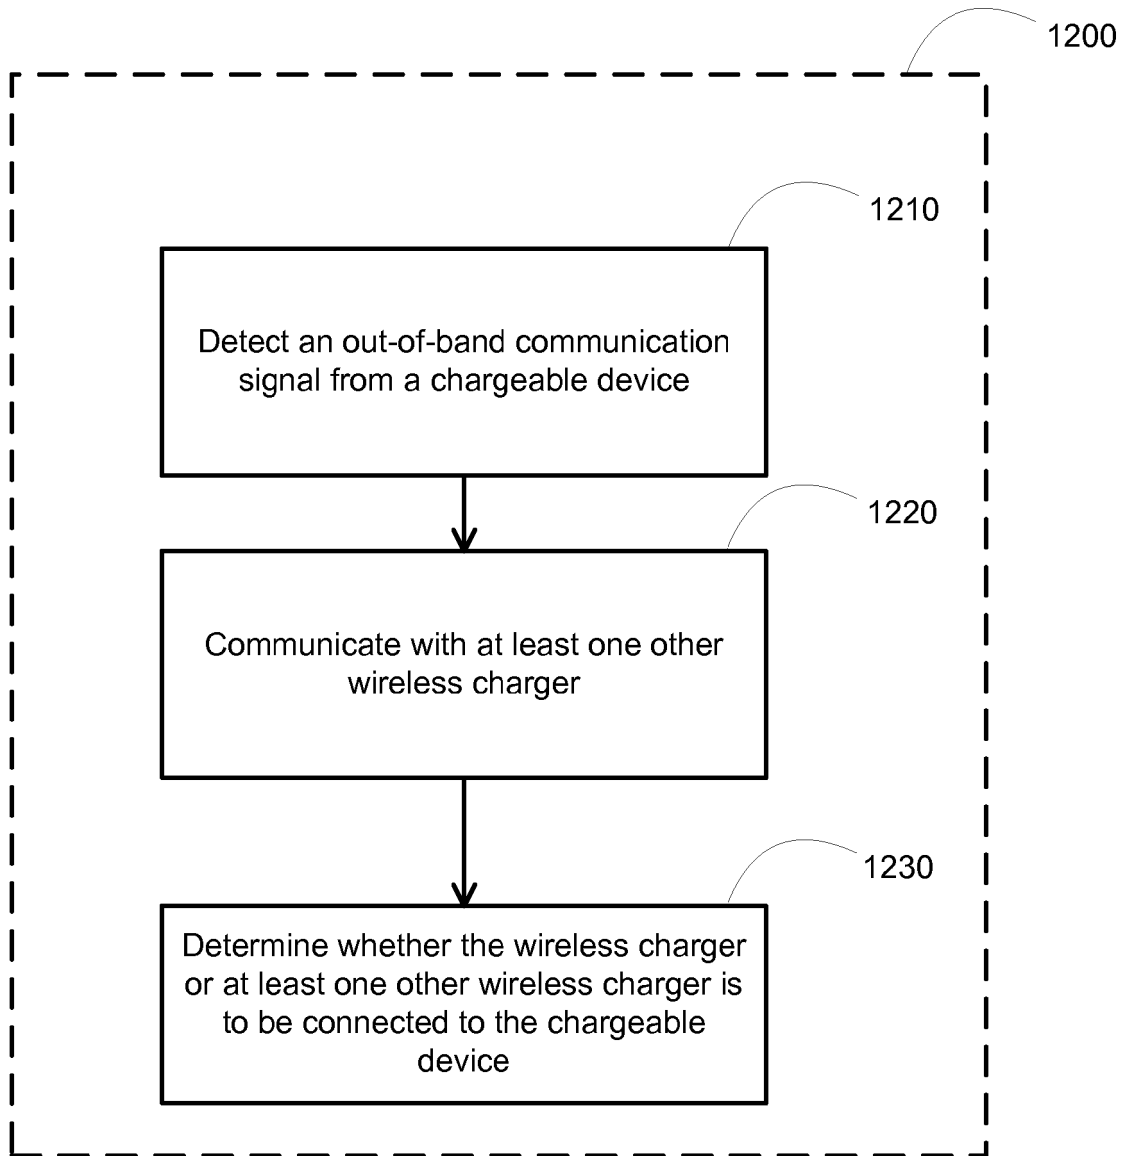 1200
1210
Detect an out-of-band communication
signal from a chargeable device
1220
Communicate with at least one other
wireless charger
1230
Determine whether the wireless charger
or at least one other wireless charger is
to be connected to the chargeable
device